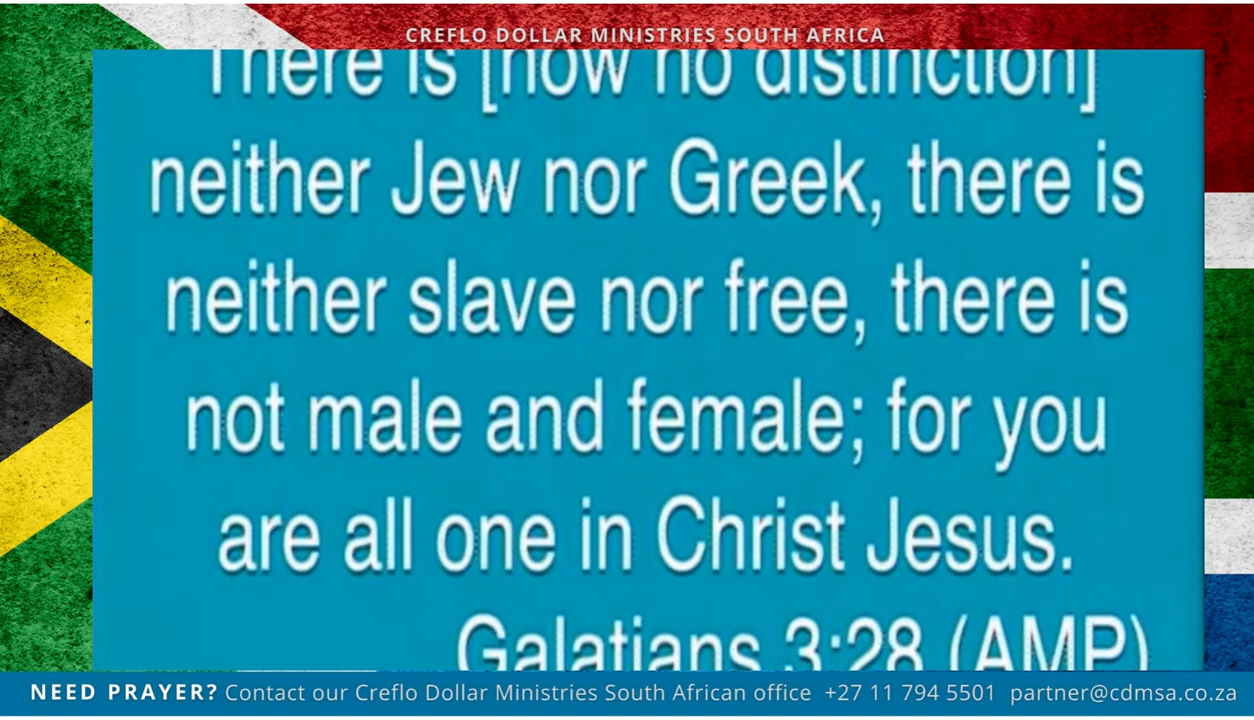 CREFLO DOLLAR MINISTRIES SOUTH AFRICA
There is [now no distinction]
neither Jew nor Greek, there is
neither slave nor free, there is
not male and female; for you
are all one in Christ Jesus.
Galatians 3:28 (AMP)
NEED PRAYER? Contact our Creflo Dollar Ministries South African office +27 11 794 5501 partner@cdmsa.co.za